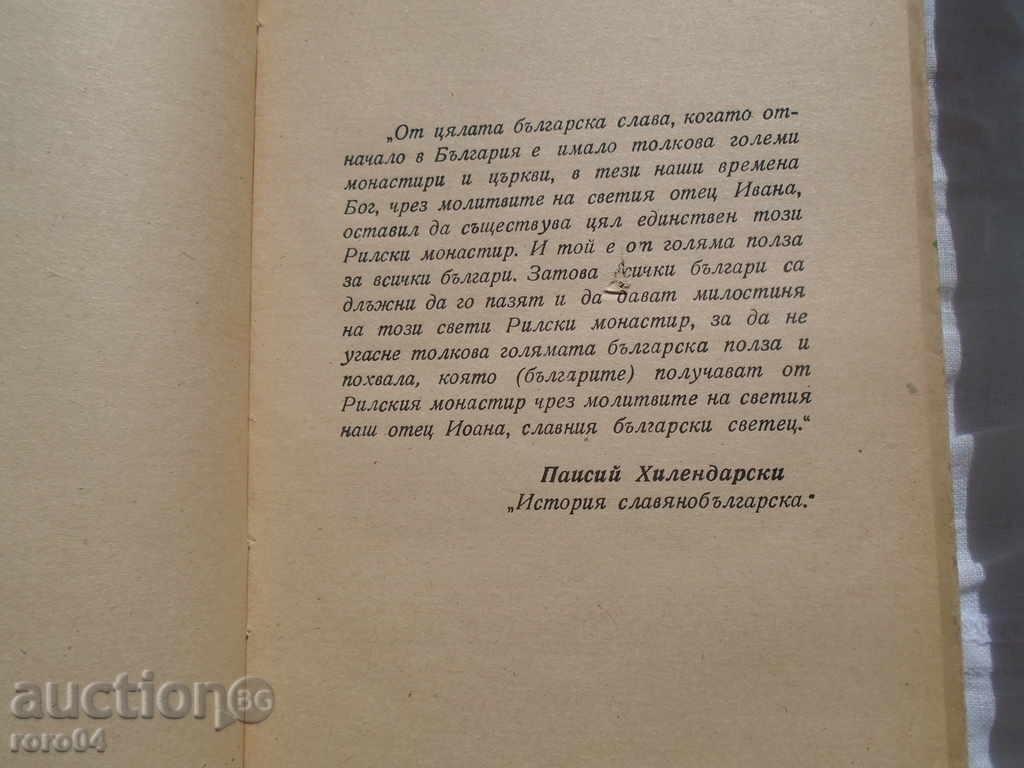 „От цялата българска слава, когато от-
начало в България е имало толкова големи
монастири и църкви, в тези наши времена
Бог, чрез молитвите на светия отец Ивана,
оставил да съществува цял единствен този
Рилски монастир. И той е оп голяма полза
за всички българи. Затова всички българи са
длъжни да го пазят и да дават милостиня
на този свети Рилски монастир, за да не
угасне толкова голямата българска полза и
похвала, която (българите) получават от
Рилския монастир чрез молитвите на светия
наш отец Иоана, славния български светец.“
Паисий Хилендарски
„История славянобългарска.“
auction BG
roro04